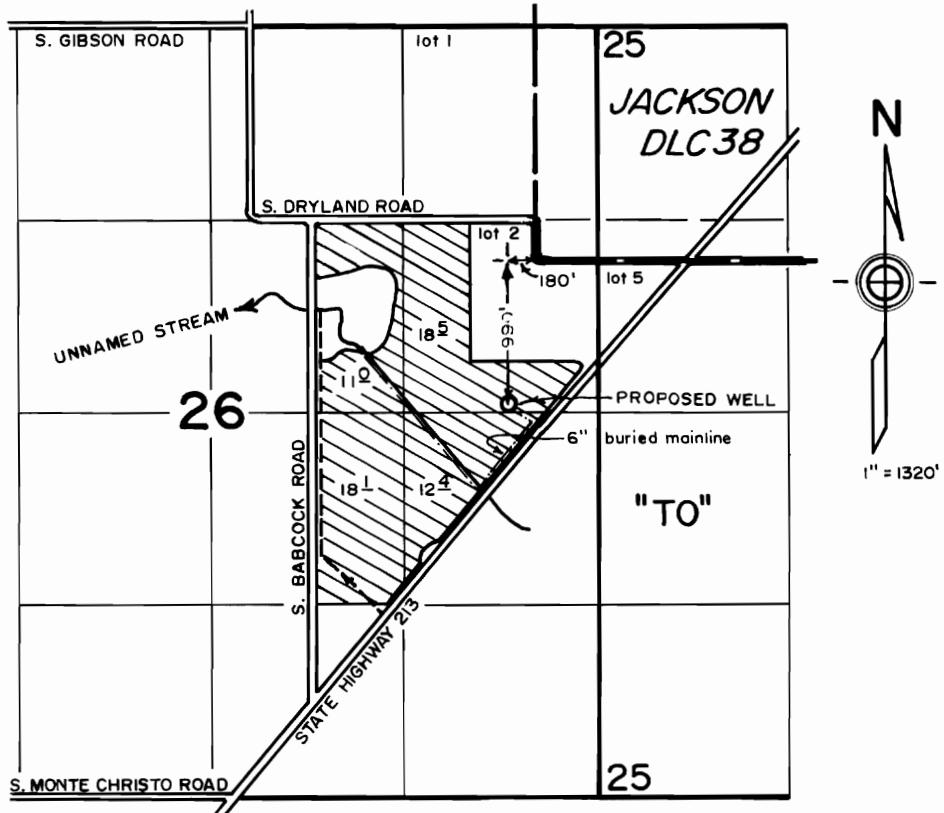 S. GIBSON ROAD
lot 1
25
JACKSON
DLC 38
N
S. DRYLAND ROAD
lot 2
180'
lot 5
UNNAMED STREAM
18 5
990'
11 0
PROPOSED WELL
26
6" buried mainline
1" = 1320'
18 1
12 4
"TO"
S. BABCOCK ROAD
STATE HIGHWAY 213
S. MONTE CHRISTO ROAD
25